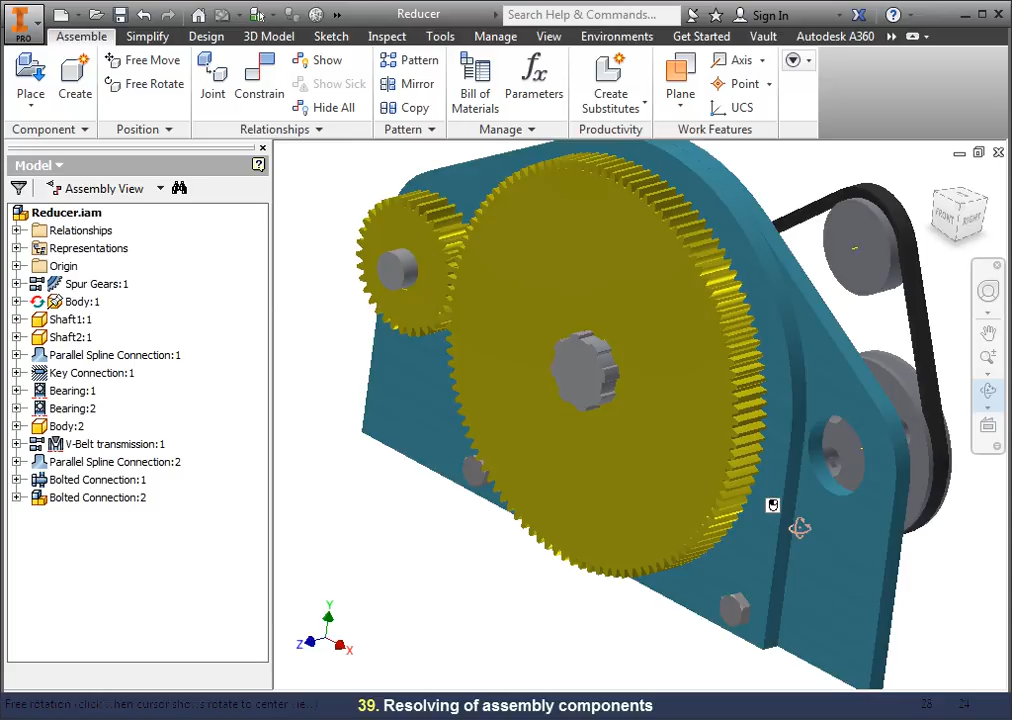 Reducer
Search Help & Commands...
Sign In
PRO
Assemble Simplify Design 3D Model Sketch Inspect Tools Manage View Environments Get Started Vault Autodesk A360
Place
Create
Free Move
Free Rotate
Joint
Constrain
Show
Show Sick
Hide All
Pattern
Mirror
Copy
Bill of
Materials
fx
Parameters
Create
Substitutes
Plane
Axis
Point
UCS
Component Position Relationships Pattern Manage Productivity Work Features
Model
Assembly View
Reducer.iam
Relationships
Representations
Origin
Spur Gears:1
Body:1
Shaft1:1
Shaft2:1
Parallel Spline Connection:1
Key Connection:1
Bearing:1
Bearing:2
Body:2
V-Belt transmission:1
Parallel Spline Connection:2
Bolted Connection:1
Bolted Connection:2
FRONT RIGHT
Y
Z
X
39. Resolving of assembly components
28 24